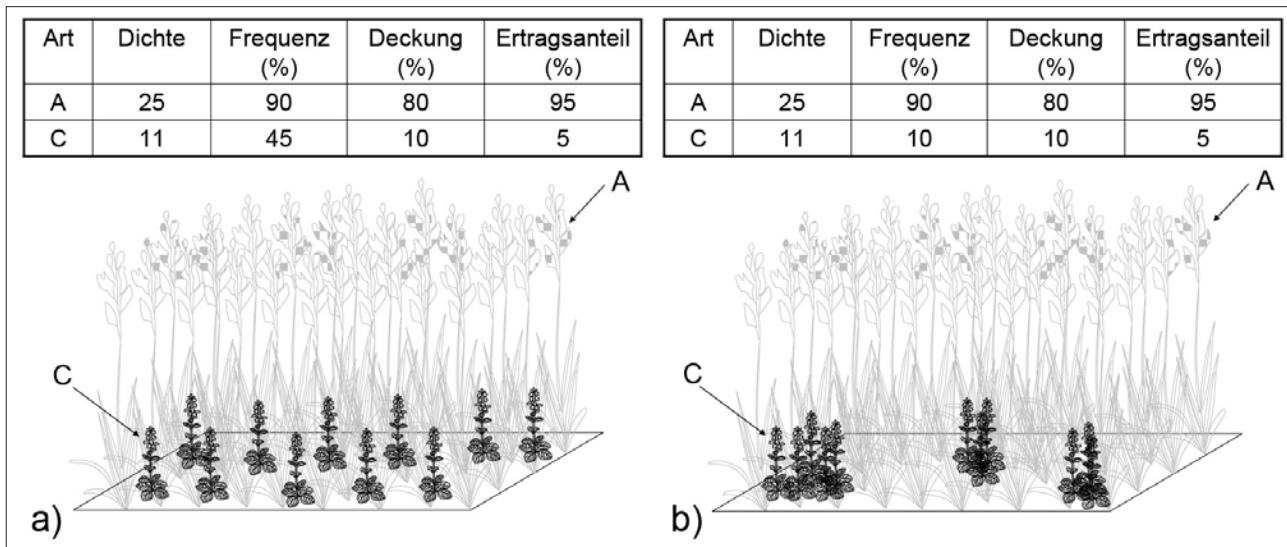 Art Dichte Frequenz (%) Deckung (%) Ertragsanteil (%)
A 25 90 80 95
C 11 45 10 5
A
C
a)
Art Dichte Frequenz (%) Deckung (%) Ertragsanteil (%)
A 25 90 80 95
C 11 10 10 5
A
C
b)